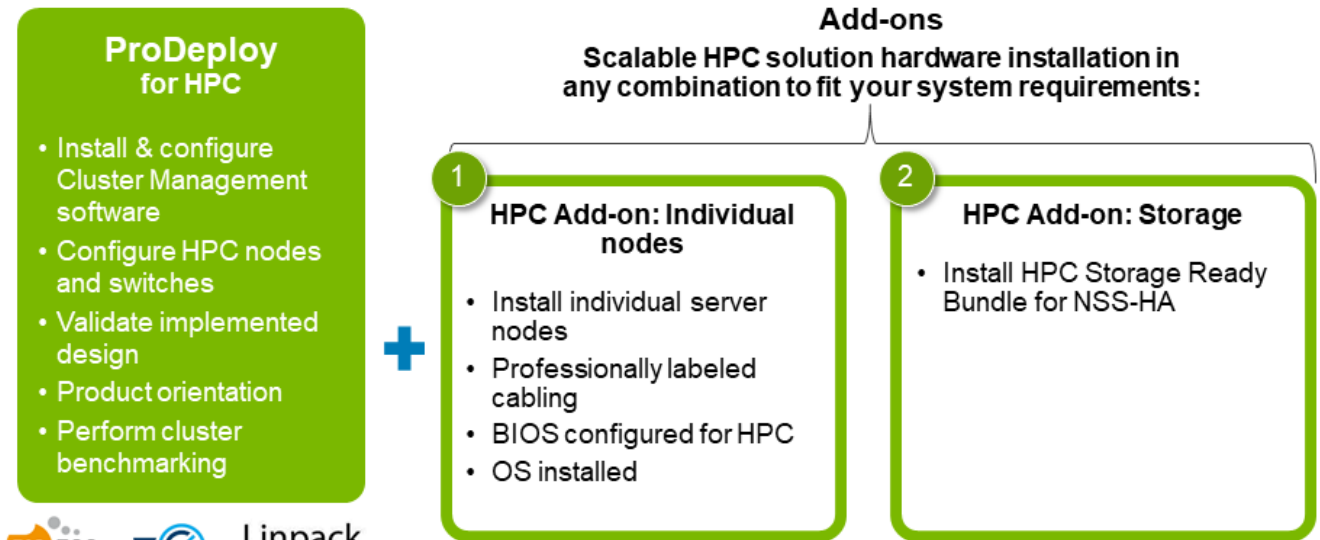 ProDeploy
for HPC
• Install & configure
Cluster Management
software
• Configure HPC nodes
and switches
• Validate implemented
design
• Product orientation
• Perform cluster
benchmarking
Add-ons
Scalable HPC solution hardware installation in
any combination to fit your system requirements:
1
HPC Add-on: Individual
nodes
• Install individual server
nodes
• Professionally labeled
cabling
• BIOS configured for HPC
• OS installed
2
HPC Add-on: Storage
• Install HPC Storage Ready
Bundle for NSS-HA
Linpack